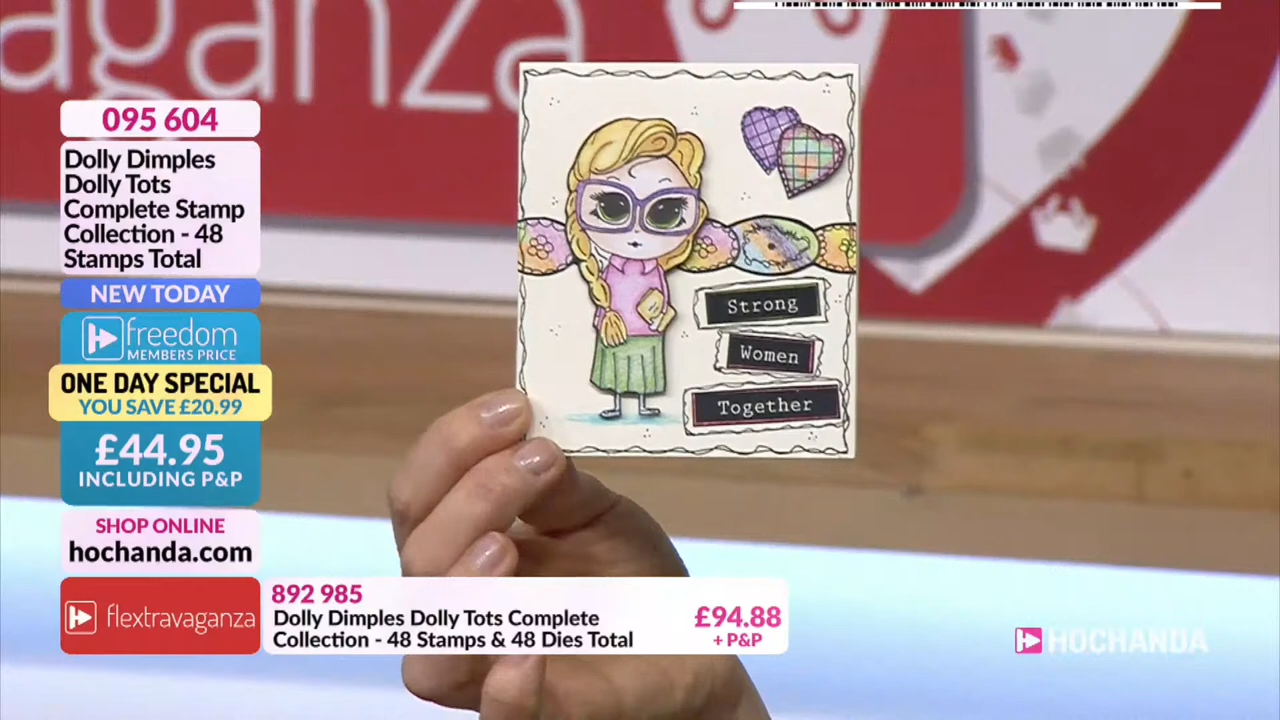 aganza
095 604
Dolly Dimples
Dolly Tots
Complete Stamp
Collection - 48
Stamps Total
NEW TODAY
freedom
MEMBERS PRICE
ONE DAY SPECIAL
YOU SAVE £20.99
£44.95
INCLUDING P&P
SHOP ONLINE
hochanda.com
Strong
Women
Together
flextravaganza
892 985
Dolly Dimples Dolly Tots Complete
Collection - 48 Stamps & 48 Dies Total
£94.88
+ P&P
HOCHANDA